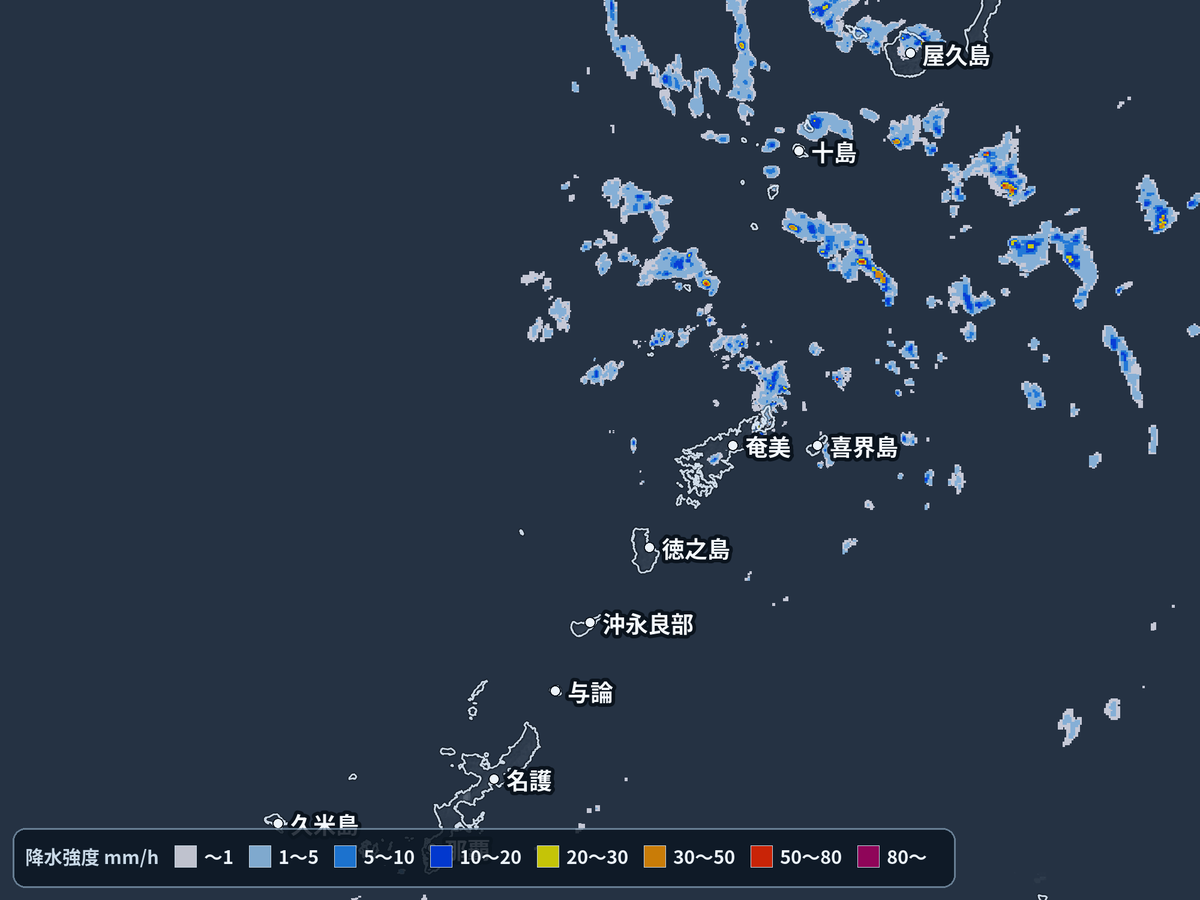 屋久島
十島
奄美
喜界島
徳之島
沖永良部
与論
名護
久米島
那覇
降水強度 mm/h ～1 1～5 5～10 10～20 20～30 30～50 50～80 80～